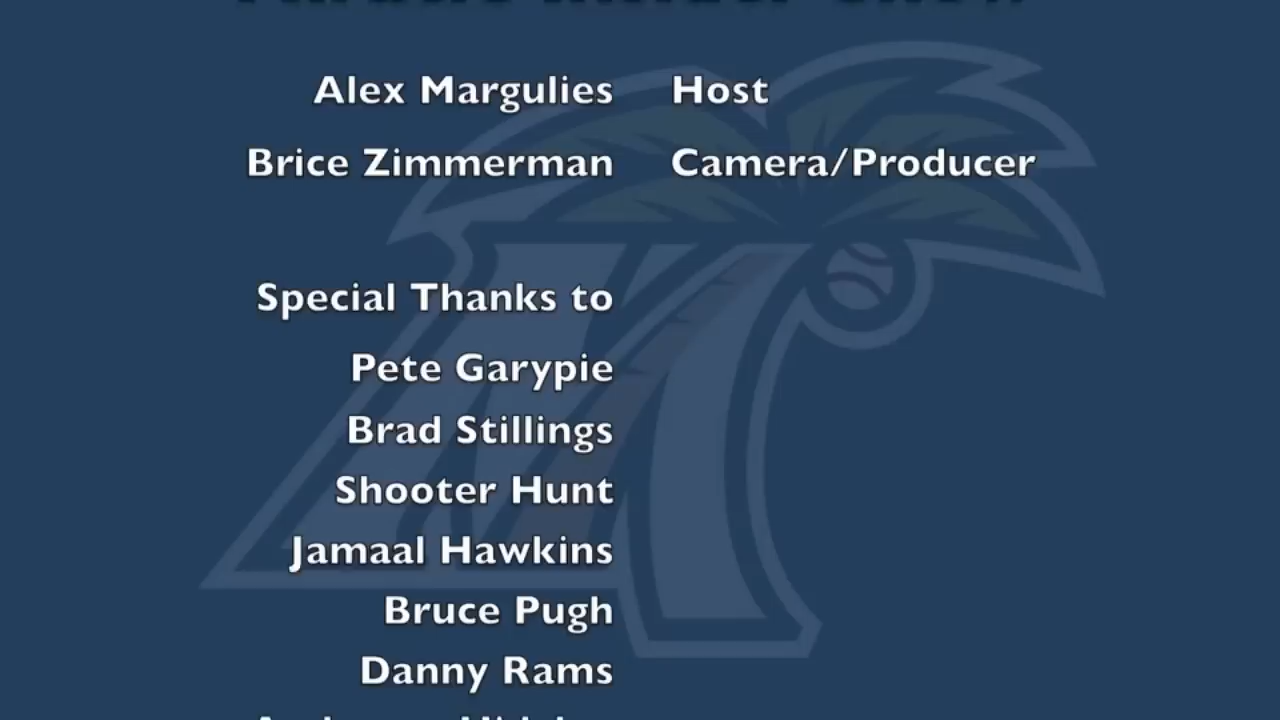 Alex Margulies Host
Brice Zimmerman Camera/Producer
Special Thanks to
Pete Garypie
Brad Stillings
Shooter Hunt
Jamaal Hawkins
Bruce Pugh
Danny Rams